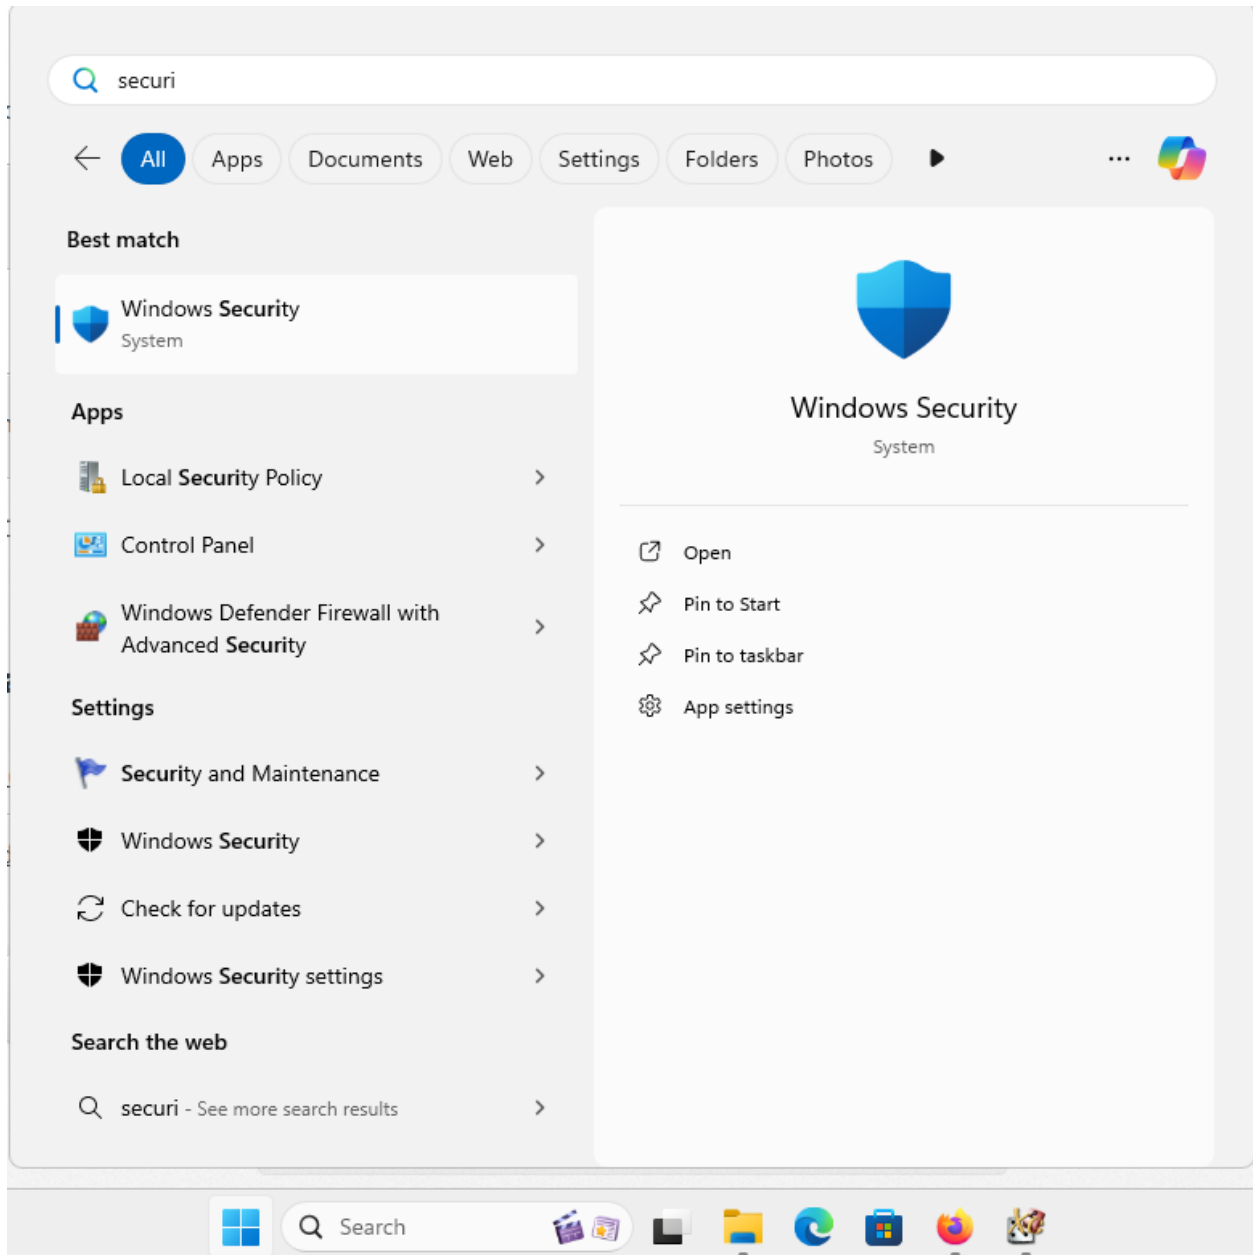 securi
All Apps Documents Web Settings Folders Photos
Best match
Windows Security
System
Apps
Local Security Policy
Control Panel
Windows Defender Firewall with
Advanced Security
Settings
Security and Maintenance
Windows Security
Check for updates
Windows Security settings
Search the web
securi - See more search results
Windows Security
System
Open
Pin to Start
Pin to taskbar
App settings
Search